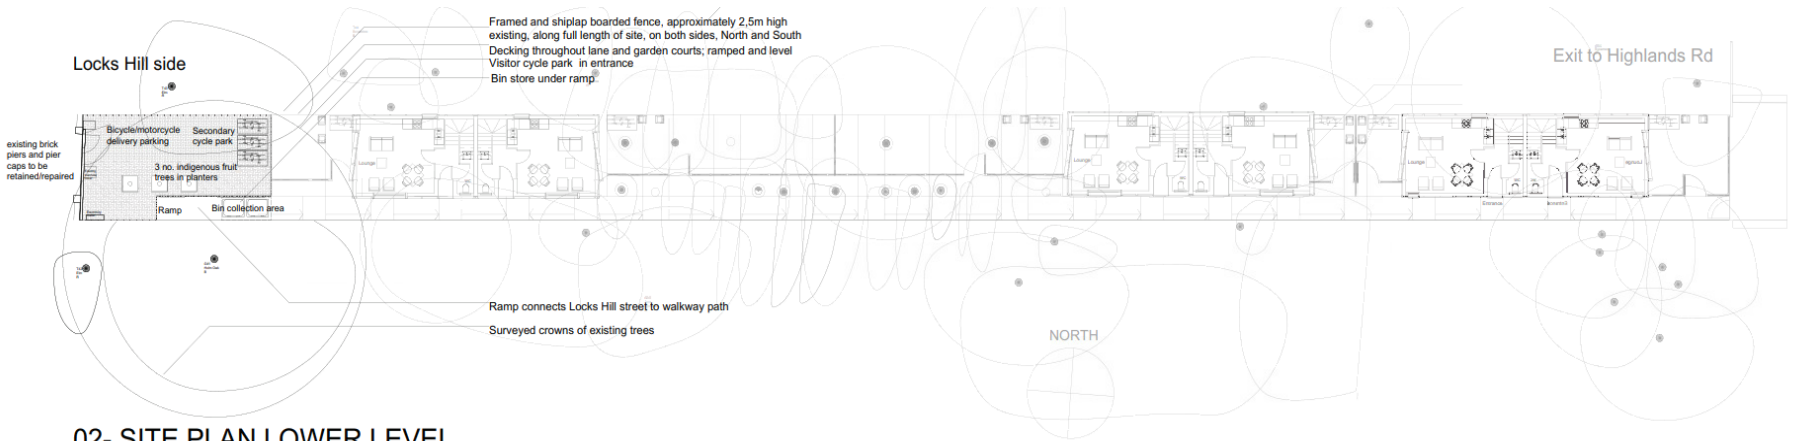 Framed and shiplap boarded fence, approximately 2,5m high
existing, along full length of site, on both sides, North and South
Decking throughout lane and garden courts; ramped and level
Visitor cycle park in entrance
Bin store under ramp
Locks Hill side
Exit to Highlands Rd
existing brick
piers and pier
caps to be
retained/repaired
Bicycle/motorcycle
delivery parking
Secondary
cycle park
3 no. indigenous fruit
trees in planters
Ramp
Bin collection area
Lounge
Lounge
Lounge
Lounge
Entrance
Entrance
Ramp connects Locks Hill street to walkway path
Surveyed crowns of existing trees
NORTH
02- SITE PLAN LOWER LEVEL